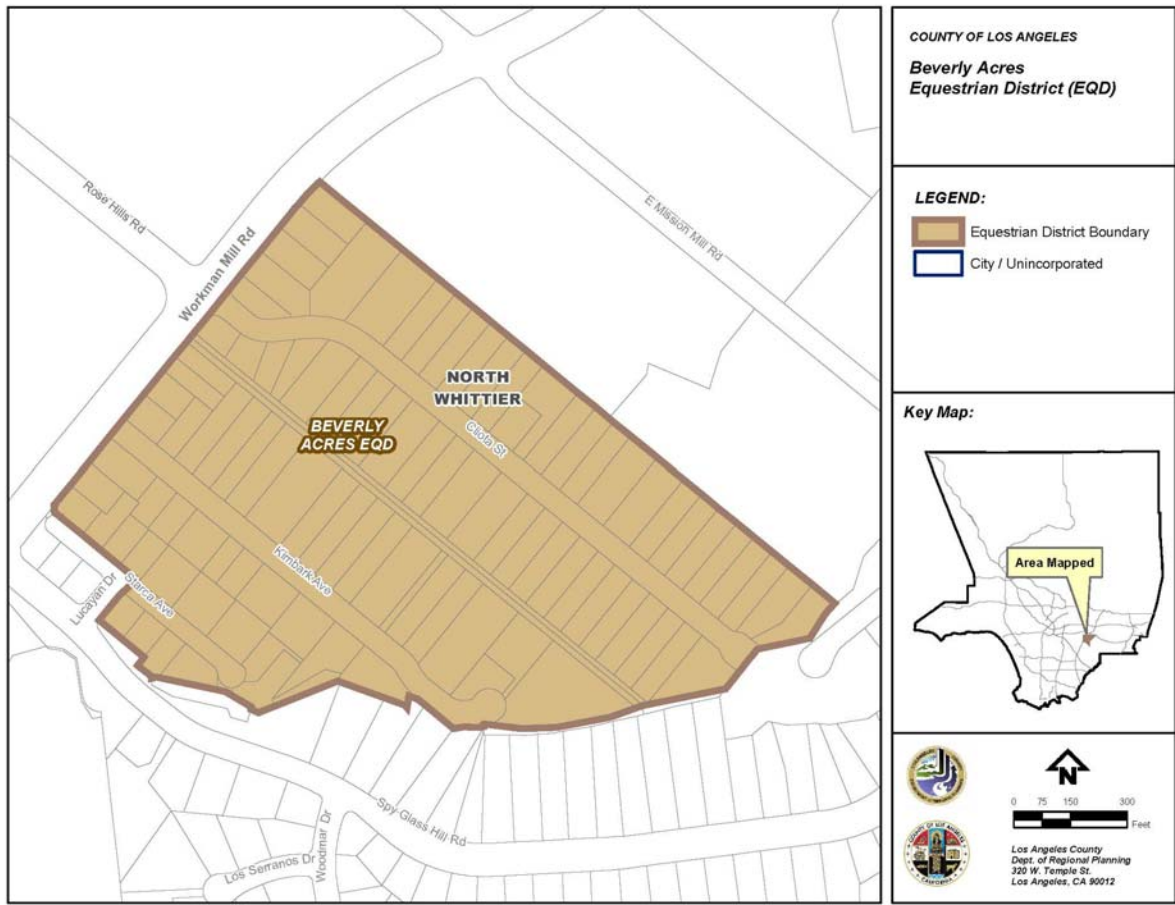 Rose Hills Rd
Workman Mill Rd
E Mission Mill Rd
NORTH
WHITTIER
BEVERLY
ACRES EQD
Cliota St
Kimbark Ave
Starca Ave
Lucayan Dr
Spy Glass Hill Rd
Woodmar Dr
Los Serranos Dr
COUNTY OF LOS ANGELES
Beverly Acres
Equestrian District (EQD)
LEGEND:
Equestrian District Boundary
City / Unincorporated
Key Map:
Area Mapped
N
0 75 150 300
Feet
Los Angeles County
Dept. of Regional Planning
320 W. Temple St.
Los Angeles, CA 90012